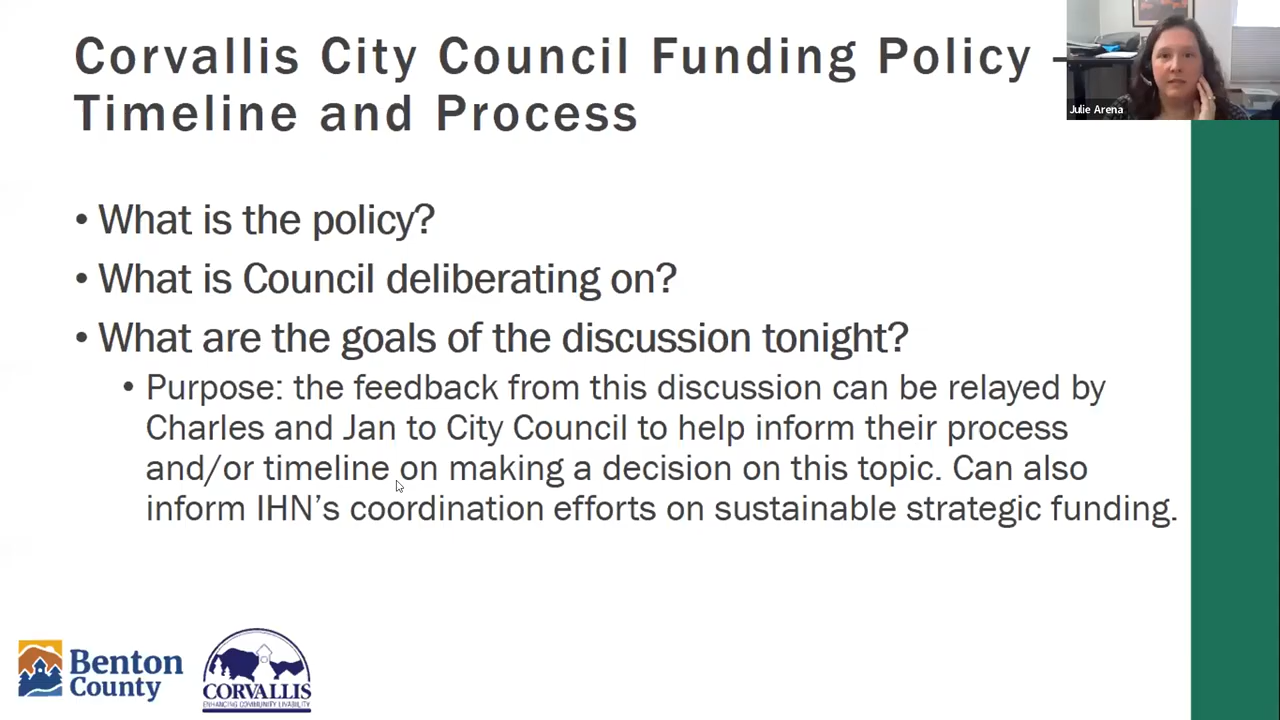 Corvallis City Council Funding Policy –
Timeline and Process
Julie Arena
• What is the policy?
• What is Council deliberating on?
• What are the goals of the discussion tonight?
• Purpose: the feedback from this discussion can be relayed by
Charles and Jan to City Council to help inform their process
and/or timeline on making a decision on this topic. Can also
inform IHN’s coordination efforts on sustainable strategic funding.
Benton
County
CORVALLIS
ENHANCING COMMUNITY LIVABILITY